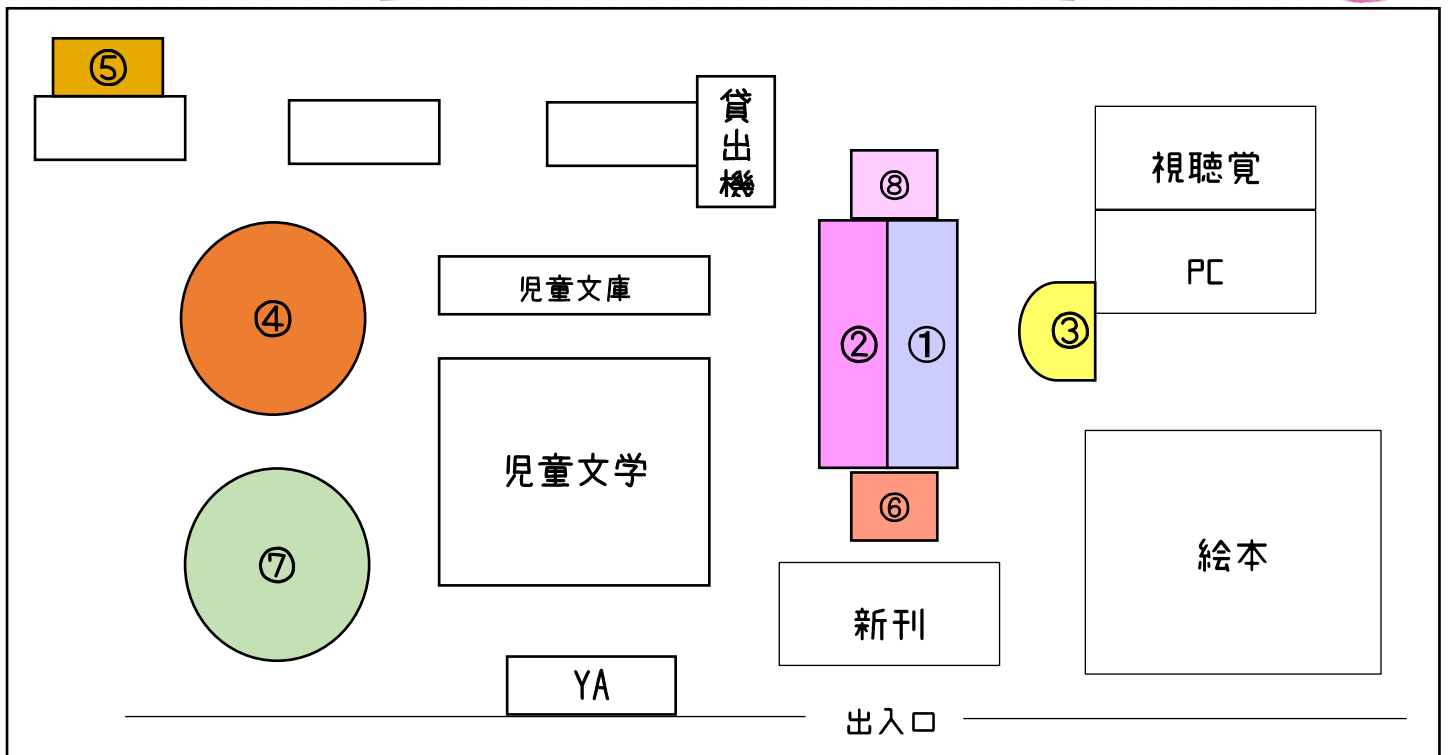 ⑤
貸出機
視聴覚
⑧
PC
児童文庫
④
③
②
①
児童文学
⑥
絵本
⑦
新刊
YA
出入口